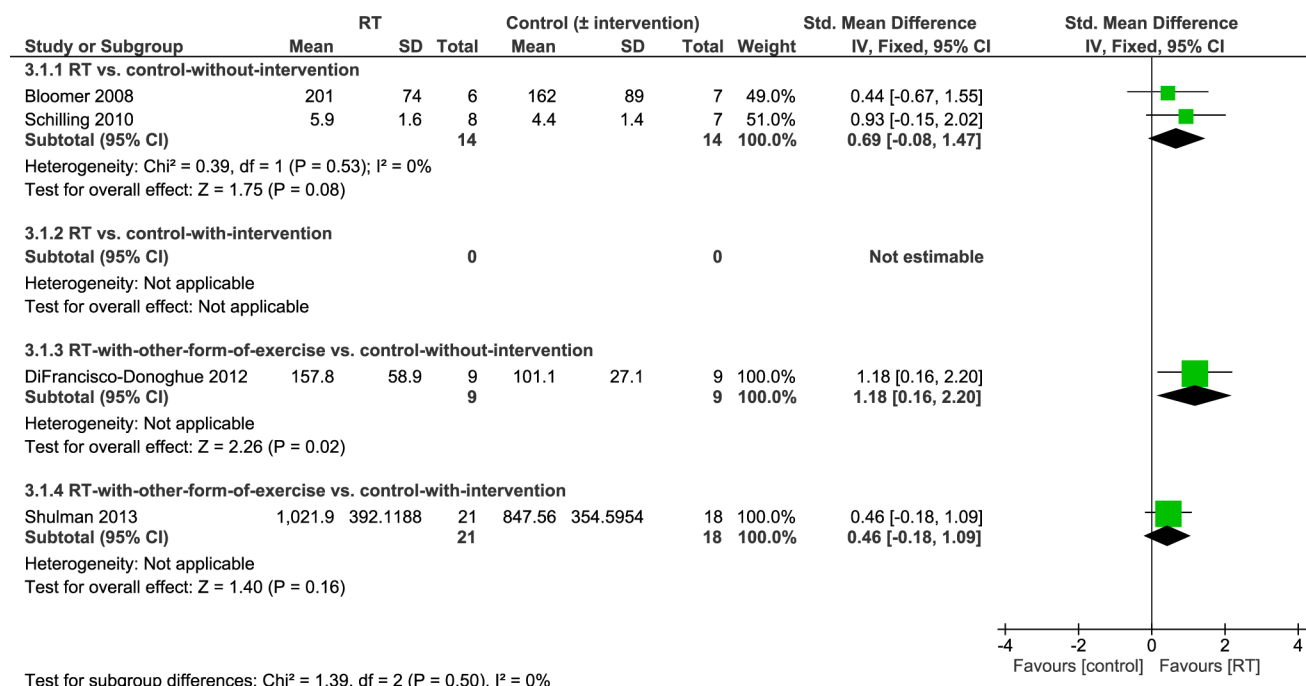 RT Control (± intervention) Std. Mean Difference Std. Mean Difference
Study or Subgroup Mean SD Total Mean SD Total Weight IV, Fixed, 95% CI IV, Fixed, 95% CI
3.1.1 RT vs. control-without-intervention
Bloomer 2008 201 74 6 162 89 7 49.0% 0.44 [-0.67, 1.55]
Schilling 2010 5.9 1.6 8 4.4 1.4 7 51.0% 0.93 [-0.15, 2.02]
Subtotal (95% CI) 14 14 100.0% 0.69 [-0.08, 1.47]
Heterogeneity: Chi² = 0.39, df = 1 (P = 0.53); I² = 0%
Test for overall effect: Z = 1.75 (P = 0.08)
3.1.2 RT vs. control-with-intervention
Subtotal (95% CI) 0 0 Not estimable
Heterogeneity: Not applicable
Test for overall effect: Not applicable
3.1.3 RT-with-other-form-of-exercise vs. control-without-intervention
DiFrancisco-Donoghue 2012 157.8 58.9 9 101.1 27.1 9 100.0% 1.18 [0.16, 2.20]
Subtotal (95% CI) 9 9 100.0% 1.18 [0.16, 2.20]
Heterogeneity: Not applicable
Test for overall effect: Z = 2.26 (P = 0.02)
3.1.4 RT-with-other-form-of-exercise vs. control-with-intervention
Shulman 2013 1,021.9 392.1188 21 847.56 354.5954 18 100.0% 0.46 [-0.18, 1.09]
Subtotal (95% CI) 21 18 100.0% 0.46 [-0.18, 1.09]
Heterogeneity: Not applicable
Test for overall effect: Z = 1.40 (P = 0.16)
-4 -2 0 2 4
Favours [control] Favours [RT]
Test for subgroup differences: Chi² = 1.39, df = 2 (P = 0.50), I² = 0%